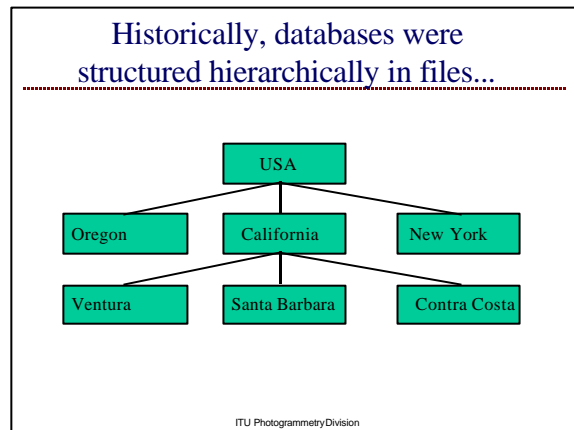 Historically, databases were
structured hierarchically in files...
USA
Oregon
California
New York
Ventura
Santa Barbara
Contra Costa
ITU Photogrammetry Division